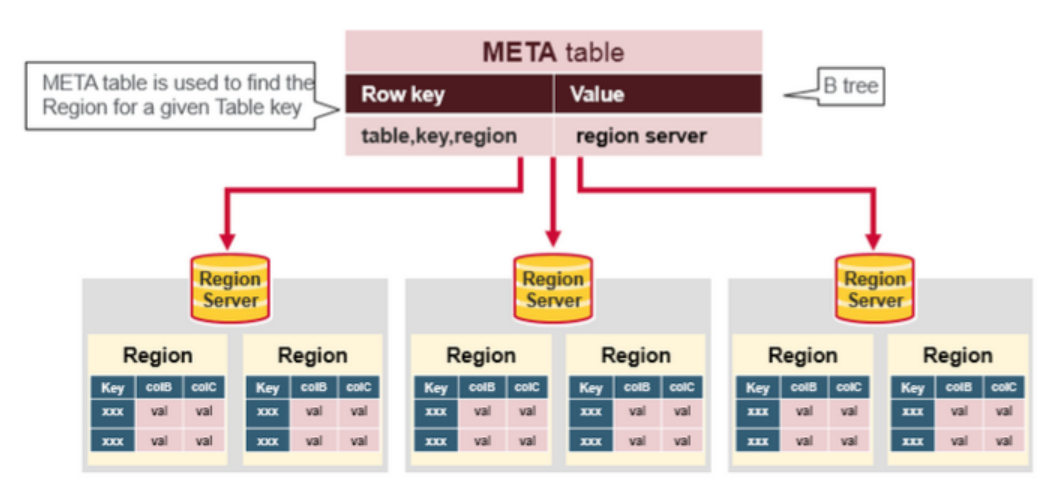 META table
META table is used to find the
Region for a given Table key
Row key Value
B tree
table,key,region region server
Region
Server
Region
Server
Region
Server
Region Region Region Region Region Region
Key colB colC Key colB colC Key colB colC Key colB colC Key colB colC Key colB colC
xxx val val xxx val val xxx val val xxx val val xxx val val xxx val val
xxx val val xxx val val xxx val val xxx val val xxx val val xxx val val